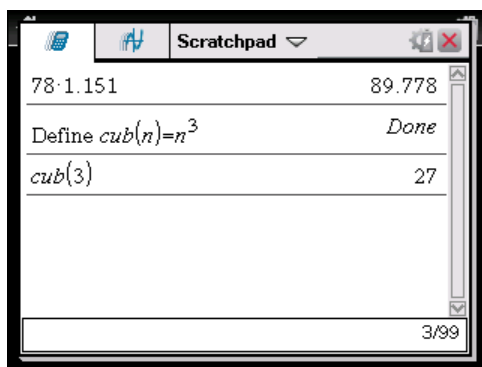 Scratchpad
78·1.151 89.778
Define cub(n)=n³ Done
cub(3) 27
3/99